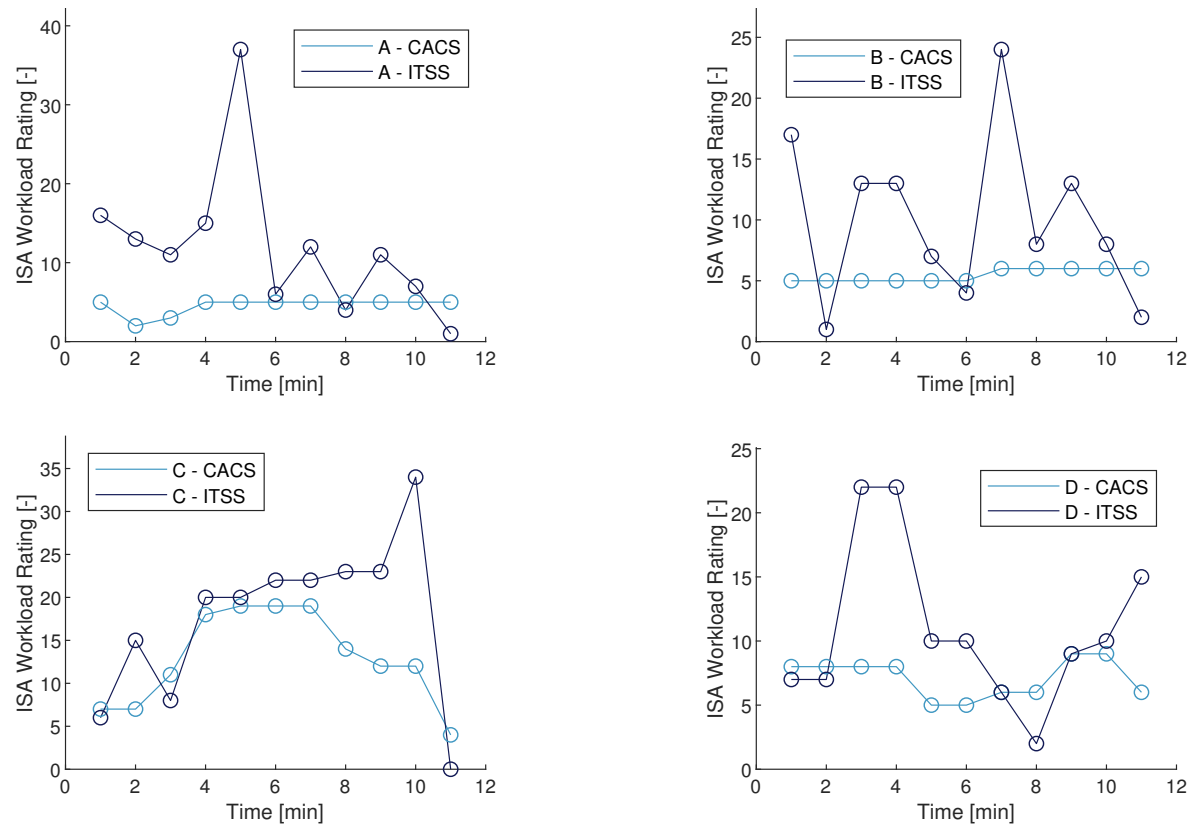 40
30
20
10
0
ISA Workload Rating [-]
A - CACS
A - ITSS
0 2 4 6 8 10 12
Time [min]
25
20
15
10
5
0
ISA Workload Rating [-]
B - CACS
B - ITSS
0 2 4 6 8 10 12
Time [min]
35
30
25
20
15
10
5
0
ISA Workload Rating [-]
C - CACS
C - ITSS
0 2 4 6 8 10 12
Time [min]
25
20
15
10
5
0
ISA Workload Rating [-]
D - CACS
D - ITSS
0 2 4 6 8 10 12
Time [min]